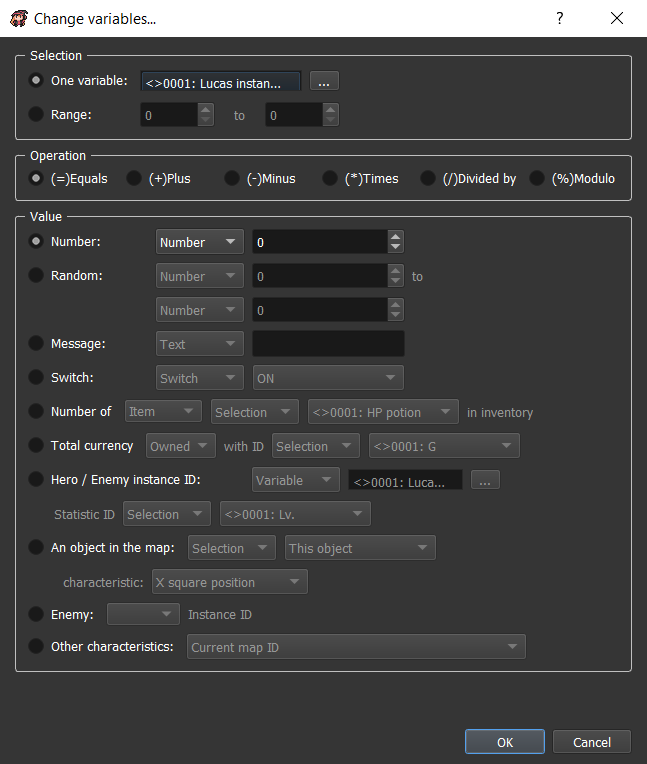 Change variables...
?
Selection
One variable: <>0001: Lucas instan... ...
Range: 0 to 0
Operation
(=)Equals (+)Plus (-)Minus (*)Times (/)Divided by (%)Modulo
Value
Number: Number 0
Random: Number 0 to
Number 0
Message: Text
Switch: Switch ON
Number of Item Selection <>0001: HP potion in inventory
Total currency Owned with ID Selection <>0001: G
Hero / Enemy instance ID: Variable <>0001: Luca... ...
Statistic ID Selection <>0001: Lv.
An object in the map: Selection This object
characteristic: X square position
Enemy: Instance ID
Other characteristics: Current map ID
OK Cancel